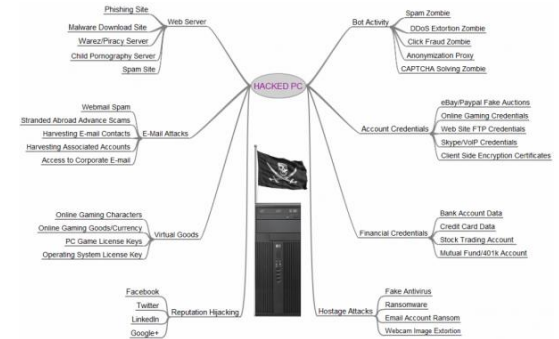 HACKED PC
Web Server
Phishing Site
Malware Download Site
Warez/Piracy Server
Child Pornography Server
Spam Site
E-Mail Attacks
Webmail Spam
Stranded Abroad Advance Scams
Harvesting E-mail Contacts
Harvesting Associated Accounts
Access to Corporate E-mail
Virtual Goods
Online Gaming Characters
Online Gaming Goods/Currency
PC Game License Keys
Operating System License Key
Reputation Hijacking
Facebook
Twitter
LinkedIn
Google+
Bot Activity
Spam Zombie
DDoS Extortion Zombie
Click Fraud Zombie
Anonymization Proxy
CAPTCHA Solving Zombie
Account Credentials
eBay/Paypal Fake Auctions
Online Gaming Credentials
Web Site FTP Credentials
Skype/VoIP Credentials
Client Side Encryption Certificates
Financial Credentials
Bank Account Data
Credit Card Data
Stock Trading Account
Mutual Fund/401k Account
Hostage Attacks
Fake Antivirus
Ransomware
Email Account Ransom
Webcam Image Extortion